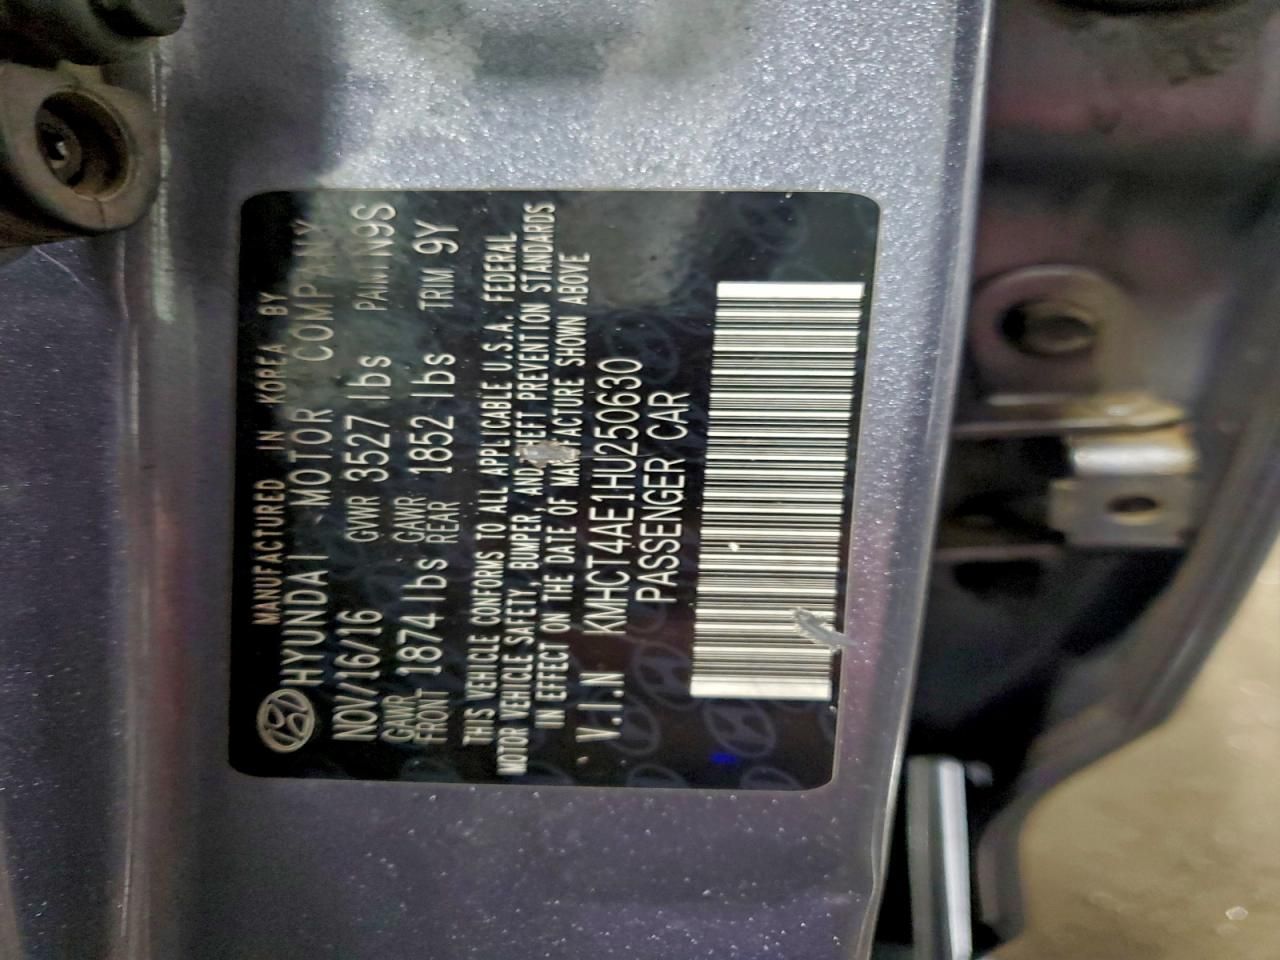 MANUFACTURED IN KOREA BY
HYUNDAI MOTOR COMPANY
NOV/16/16 GVWR 3527 lbs PAINT N9S
GAWR FRONT 1874 lbs GAWR REAR 1852 lbs TRIM 9Y
THIS VEHICLE CONFORMS TO ALL APPLICABLE U.S.A. FEDERAL
MOTOR VEHICLE SAFETY, BUMPER, AND THEFT PREVENTION STANDARDS
IN EFFECT ON THE DATE OF MANUFACTURE SHOWN ABOVE
V.I.N KMHCT4AE1HU250630
PASSENGER CAR